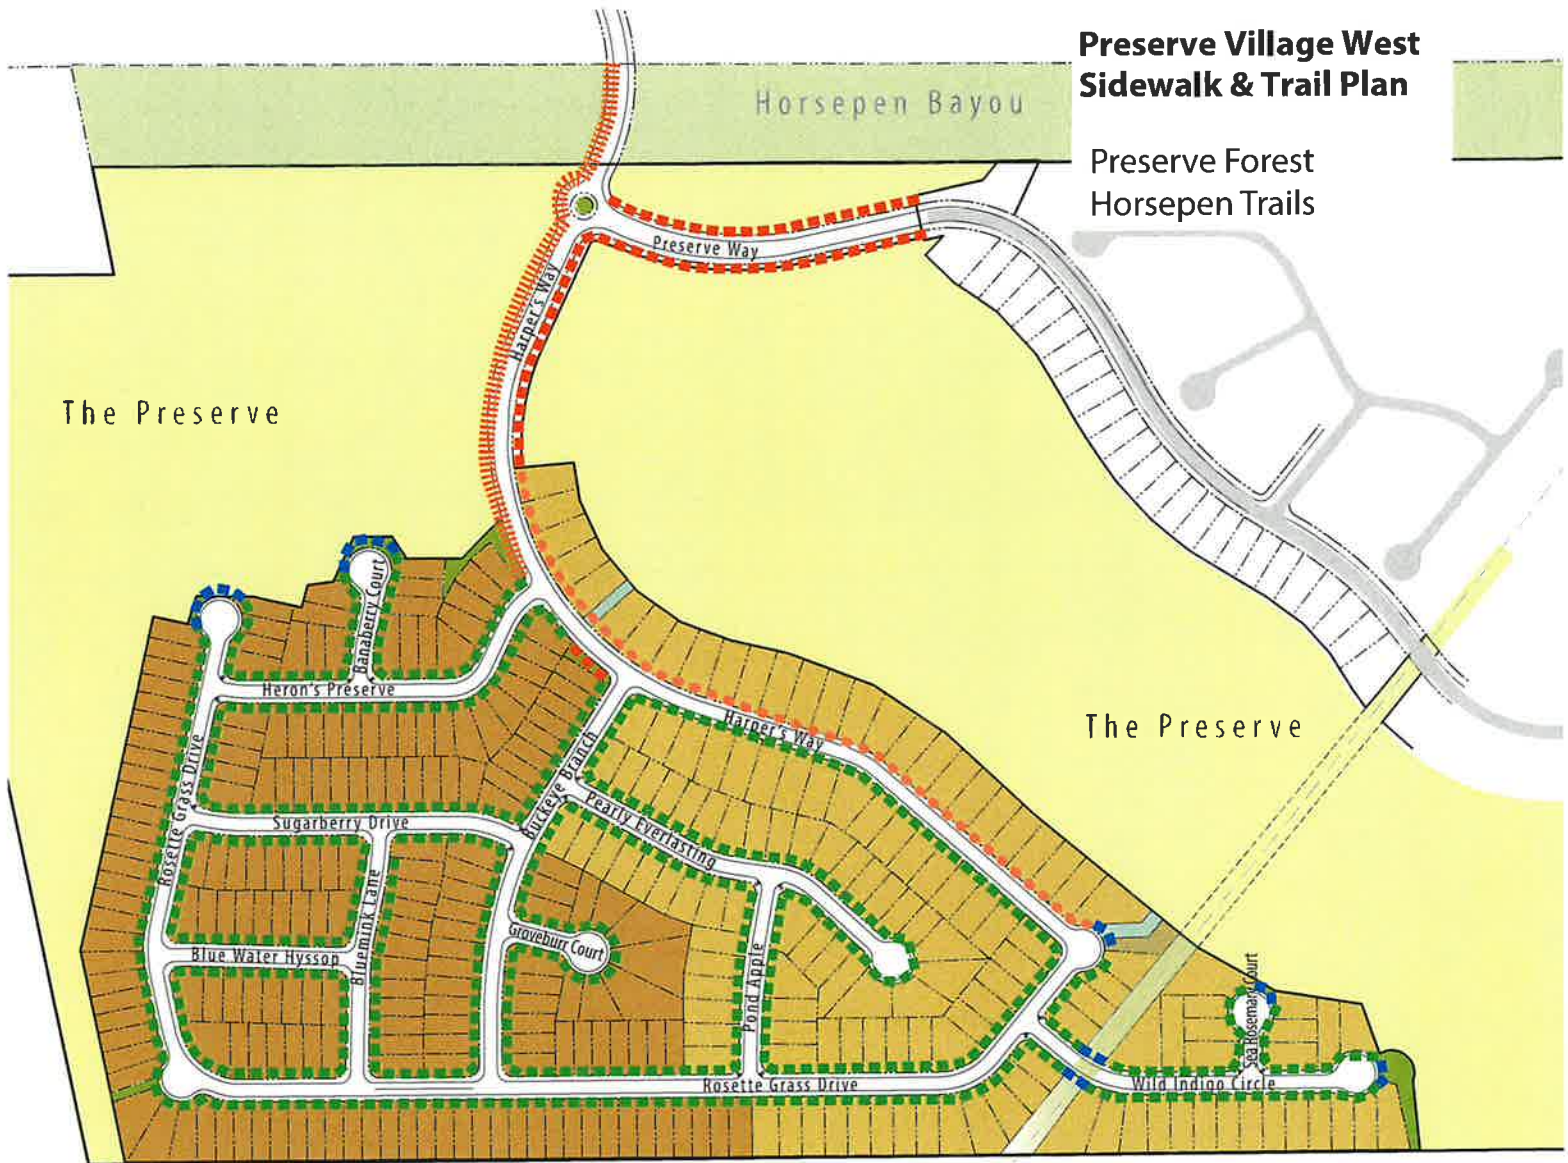 Preserve Village West
Sidewalk & Trail Plan
Horsepen Bayou
Preserve Forest
Horsepen Trails
Preserve Way
Harper's Way
The Preserve
Banaberry Court
Heron's Preserve
The Preserve
Harper's Way
Rosette Grass Drive
Buckeye Branch
Sugarberry Drive
Pearly Everlasting
Bluemink Lane
Groveburr Court
Blue Water Hyssop
Pond Apple
Sea Rosemary Court
Rosette Grass Drive
Wild Indigo Circle